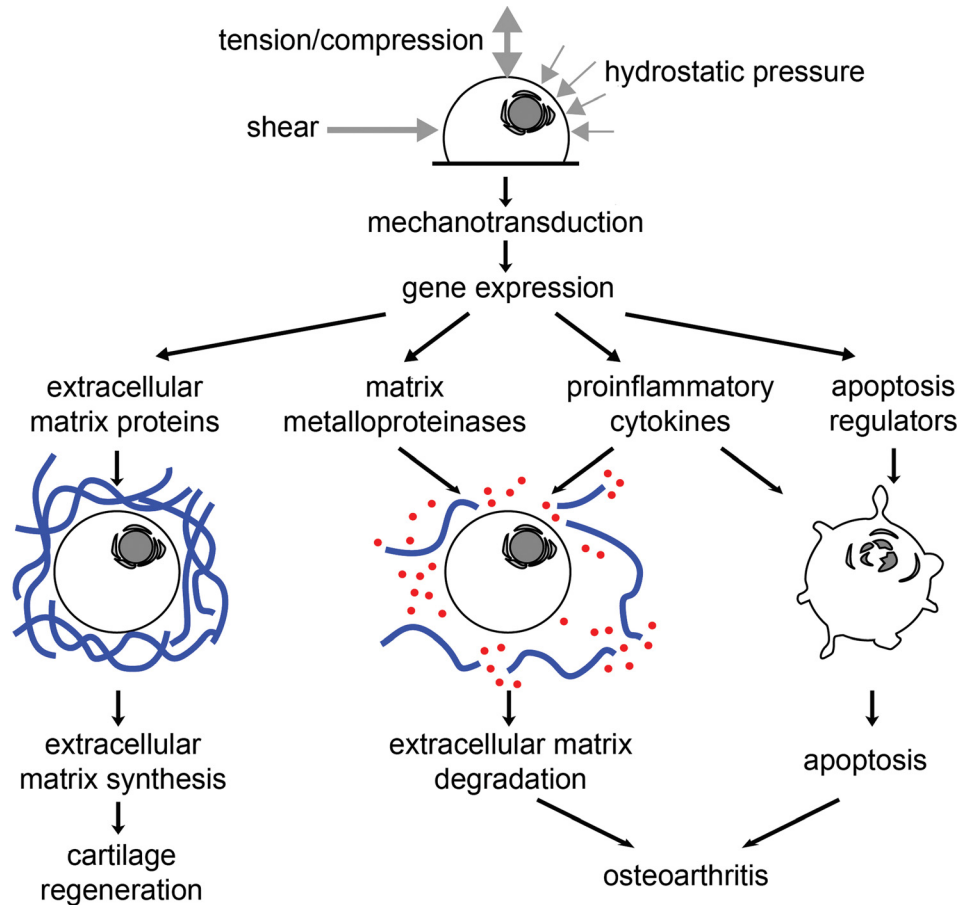 tension/compression
hydrostatic pressure
shear
mechanotransduction
gene expression
extracellular
matrix proteins
matrix
metalloproteinases
proinflammatory
cytokines
apoptosis
regulators
extracellular
matrix synthesis
extracellular matrix
degradation
apoptosis
cartilage
regeneration
osteoarthritis